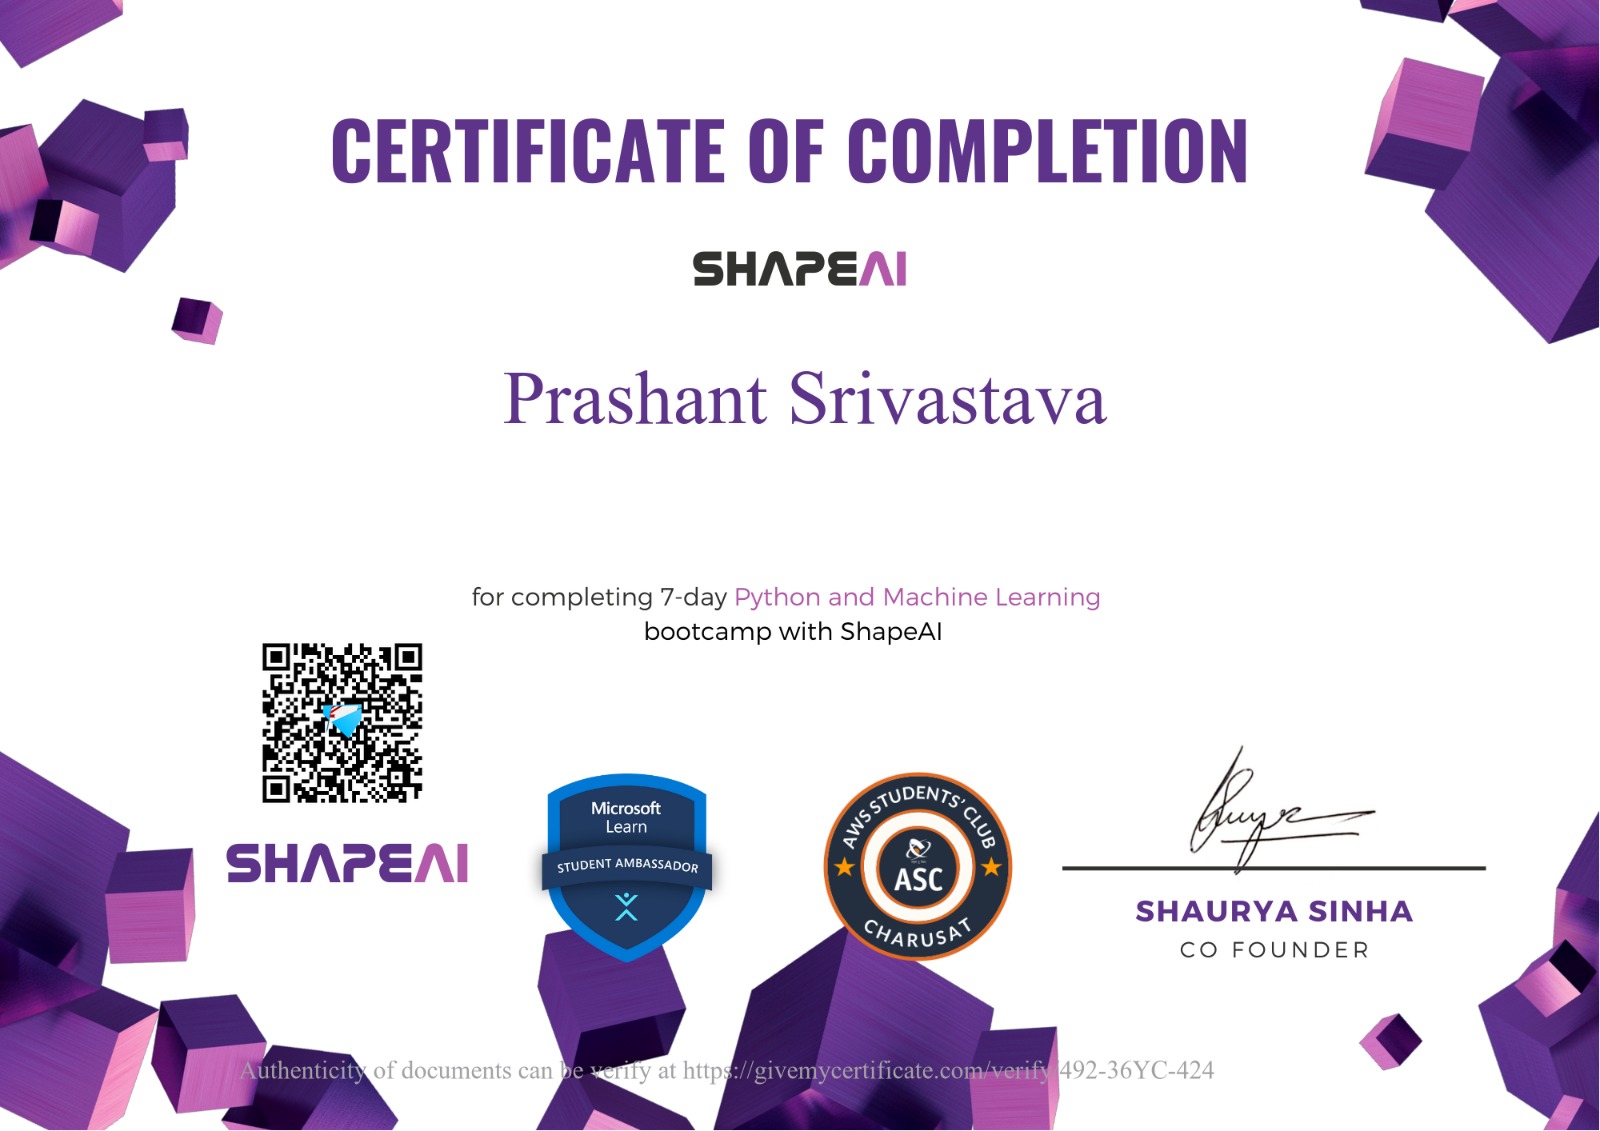 CERTIFICATE OF COMPLETION
SHAPEAI
Prashant Srivastava
for completing 7-day Python and Machine Learning
bootcamp with ShapeAI
SHAPEAI
Microsoft
Learn
STUDENT AMBASSADOR
AWS STUDENTS' CLUB
ASC
CHARUSAT
SHAURYA SINHA
CO FOUNDER
Authenticity of documents can be verify at https://givemycertificate.com/verify/492-36YC-424